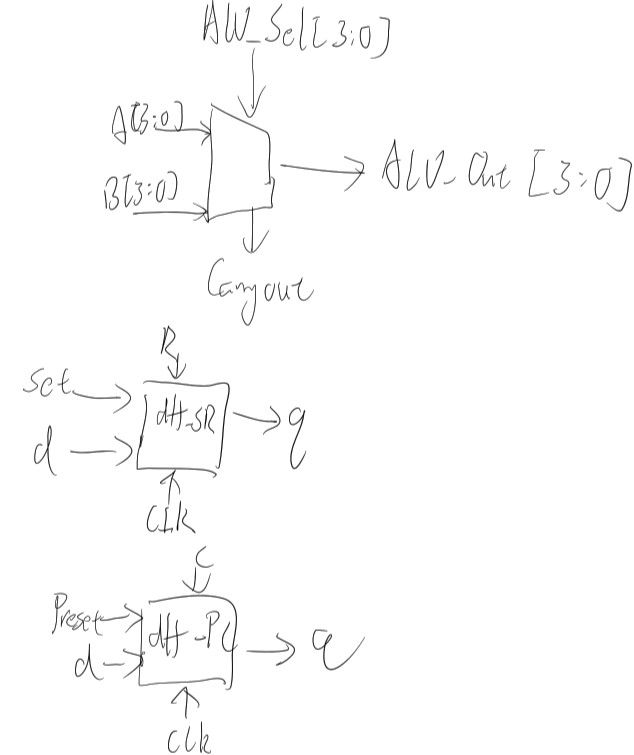 ALU_Sel[3:0]
A[3:0]
B[3:0]
ALU_Out [3:0]
Carryout
R
set
dff_SR
q
d
Clk
C
Preset
dff_PC
q
d
Clk